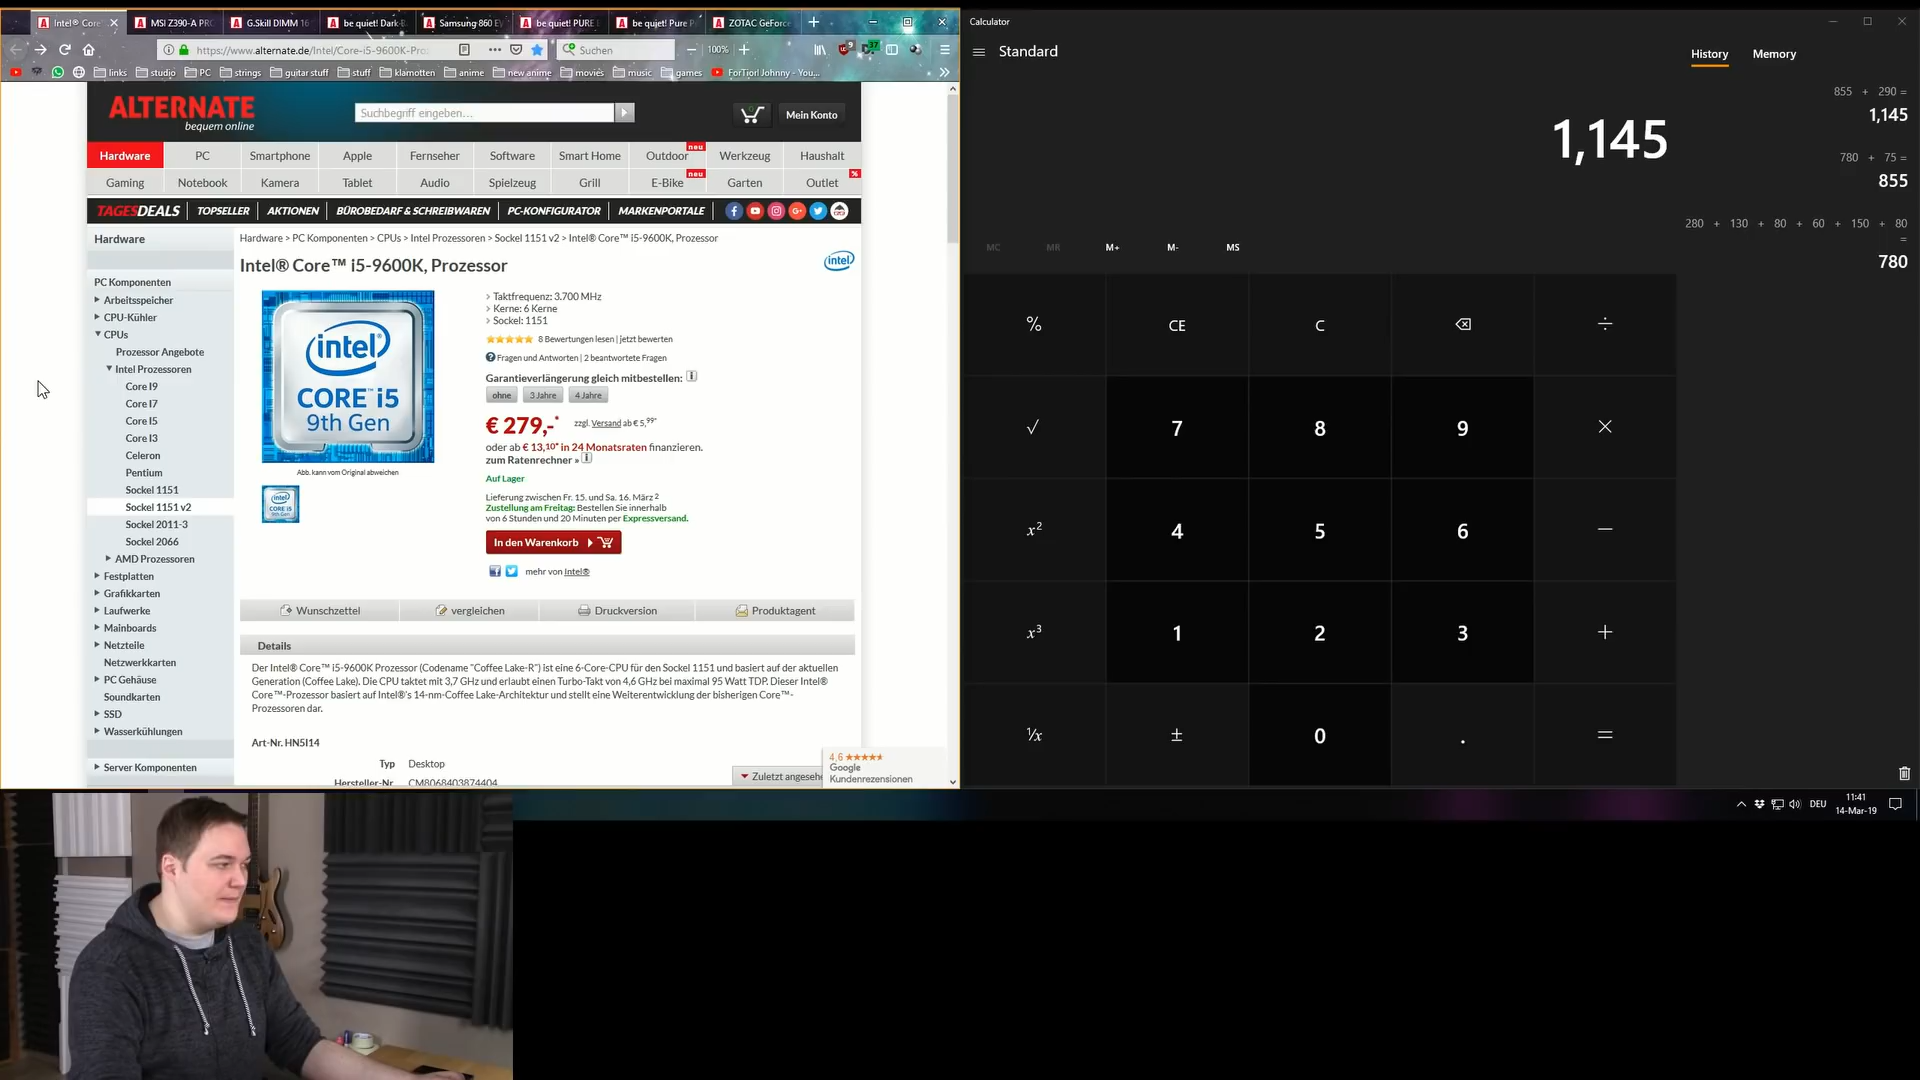 Intel® Core
MSI Z390-A PRO
G.Skill DIMM 16
be quiet! Dark
Samsung 860 EV
be quiet! PURE
be quiet! Pure P
ZOTAC GeForce
https://www.alternate.de/Intel/Core-i5-9600K-Pro
100%
Suchen
links
studio
PC
strings
guitar stuff
stuff
klamotten
anime
new anime
movies
music
games
ForTiorI Johnny - You...
ALTERNATE
bequem online
Suchbegriff eingeben...
Mein Konto
Hardware PC Smartphone Apple Fernseher Software Smart Home Outdoor neu Werkzeug Haushalt
Gaming Notebook Kamera Tablet Audio Spielzeug Grill E-Bike neu Garten Outlet %
TAGESDEALS TOPSELLER AKTIONEN BÜROBEDARF & SCHREIBWAREN PC-KONFIGURATOR MARKENPORTALE
Hardware
PC Komponenten
Arbeitsspeicher
CPU-Kühler
CPUs
Prozessor Angebote
Intel Prozessoren
Core I9
Core I7
Core I5
Core I3
Celeron
Pentium
Sockel 1151
Sockel 1151 v2
Sockel 2011-3
Sockel 2066
AMD Prozessoren
Festplatten
Grafikkarten
Laufwerke
Mainboards
Netzteile
Netzwerkkarten
PC Gehäuse
Soundkarten
SSD
Wasserkühlungen
Server Komponenten
Hardware > PC Komponenten > CPUs > Intel Prozessoren > Sockel 1151 v2 > Intel® Core™ i5-9600K, Prozessor
Intel® Core™ i5-9600K, Prozessor
intel
intel
CORE™ i5
9th Gen
Abb. kann vom Original abweichen
intel
CORE i5
9th Gen
> Taktfrequenz: 3.700 MHz
> Kerne: 6 Kerne
> Sockel: 1151
8 Bewertungen lesen | jetzt bewerten
Fragen und Antworten | 2 beantwortete Fragen
Garantieverlängerung gleich mitbestellen:
ohne 3 Jahre 4 Jahre
€ 279,-* zzgl. Versand ab € 5,99*
oder ab € 13,10* in 24 Monatsraten finanzieren.
zum Ratenrechner »
Auf Lager
Lieferung zwischen Fr. 15. und Sa. 16. März 2
Zustellung am Freitag: Bestellen Sie innerhalb
von 6 Stunden und 20 Minuten per Expressversand.
In den Warenkorb
mehr von Intel®
Wunschzettel
vergleichen
Druckversion
Produktagent
Details
Der Intel® Core™ i5-9600K Prozessor (Codename "Coffee Lake-R") ist eine 6-Core-CPU für den Sockel 1151 und basiert auf der aktuellen
Generation (Coffee Lake). Die CPU taktet mit 3,7 GHz und erlaubt einen Turbo-Takt von 4,6 GHz bei maximal 95 Watt TDP. Dieser Intel®
Core™-Prozessor basiert auf Intel®'s 14-nm-Coffee Lake-Architektur und stellt eine Weiterentwicklung der bisherigen Core™-
Prozessoren dar.
Art-Nr. HN5I14
Typ Desktop
Hersteller-Nr. CM8068403874404
Zuletzt angesehe
4,6
Google
Kundenrezensionen
Calculator
Standard
1,145
MC MR M+ M- MS
% CE C ÷
√ 7 8 9 ×
x² 4 5 6 −
x³ 1 2 3 +
⅟x ± 0 . =
History Memory
855 + 290 =
1,145
780 + 75 =
855
280 + 130 + 80 + 60 + 150 + 80
=
780
DEU
11:41
14-Mar-19